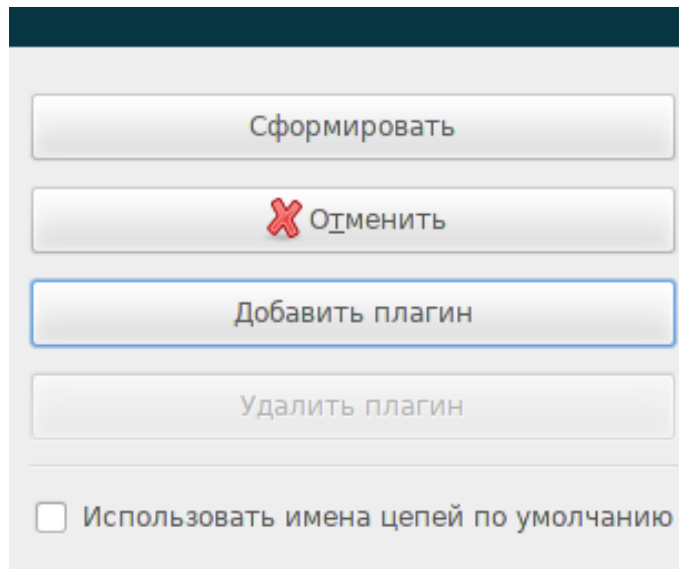 Сформировать
Отменить
Добавить плагин
Удалить плагин
Использовать имена цепей по умолчанию